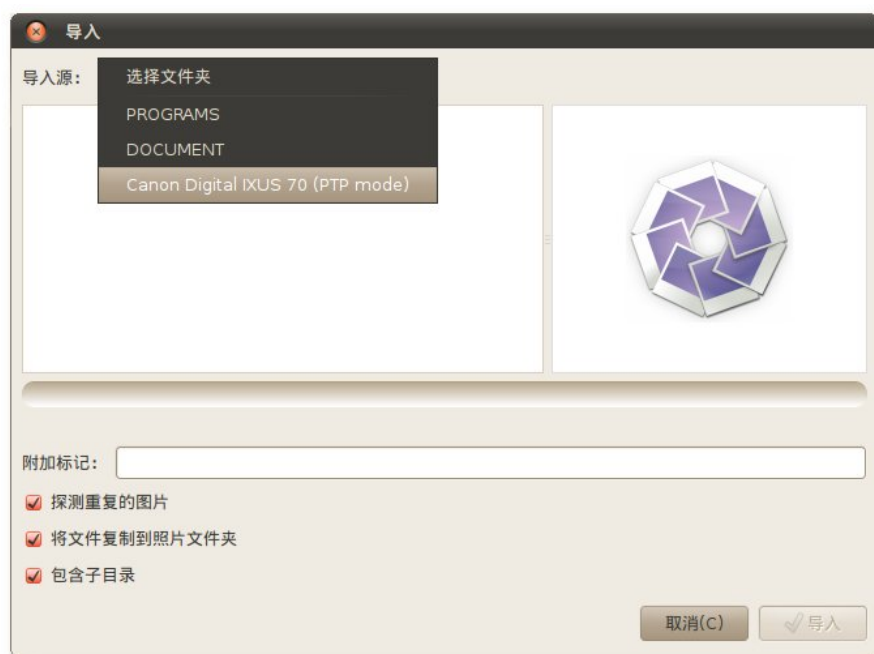 导入
导入源:
选择文件夹
PROGRAMS
DOCUMENT
Canon Digital IXUS 70 (PTP mode)
附加标记:
探测重复的图片
将文件复制到照片文件夹
包含子目录
取消(C)
导入